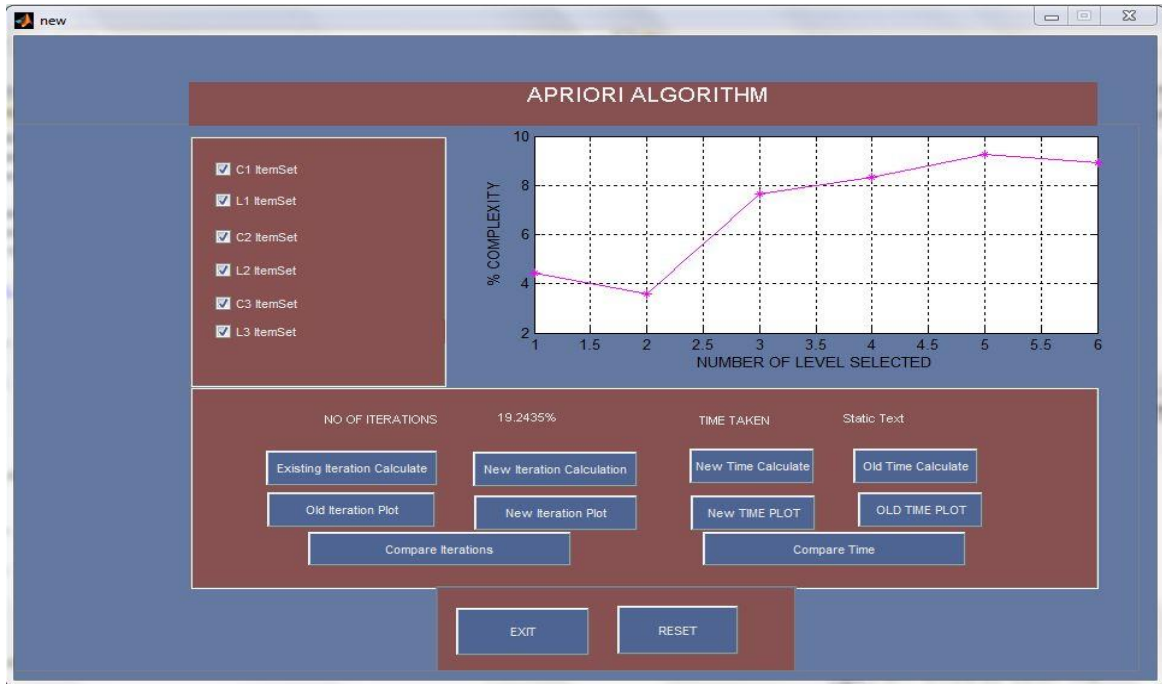 new
APRIORI ALGORITHM
C1 ItemSet
L1 ItemSet
C2 ItemSet
L2 ItemSet
C3 ItemSet
L3 ItemSet
% COMPLEXITY
10
8
6
4
2
1 1.5 2 2.5 3 3.5 4 4.5 5 5.5 6
NUMBER OF LEVEL SELECTED
NO OF ITERATIONS 19.2435% TIME TAKEN Static Text
Existing Iteration Calculate New Iteration Calculation New Time Calculate Old Time Calculate
Old Iteration Plot New Iteration Plot New TIME PLOT OLD TIME PLOT
Compare Iterations Compare Time
EXIT RESET